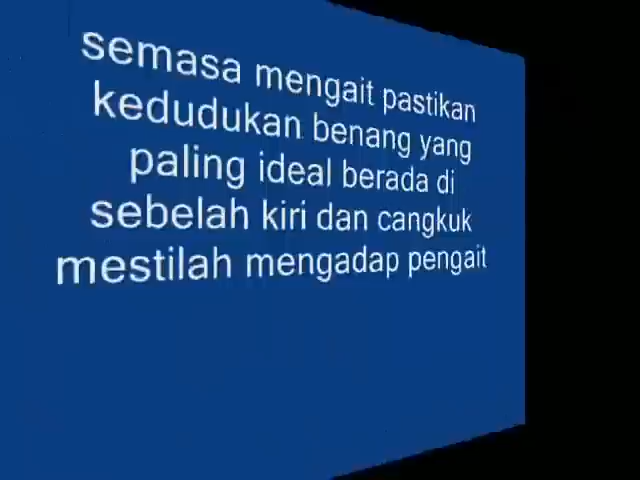 semasa mengait pastikan
kedudukan benang yang
paling ideal berada di
sebelah kiri dan cangkuk
mestilah mengadap pengait